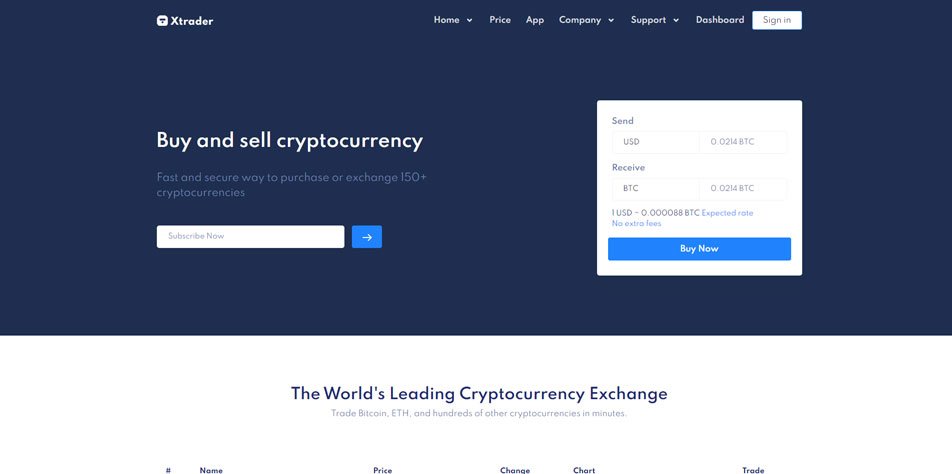 Xtrader
Home Price App Company Support Dashboard Sign in
Buy and sell cryptocurrency
Fast and secure way to purchase or exchange 150+
cryptocurrencies
Subscribe Now
Send
USD 0.0214 BTC
Receive
BTC 0.0214 BTC
1 USD ~ 0.000088 BTC Expected rate
No extra fees
Buy Now
The World's Leading Cryptocurrency Exchange
Trade Bitcoin, ETH, and hundreds of other cryptocurrencies in minutes.
# Name Price Change Chart Trade